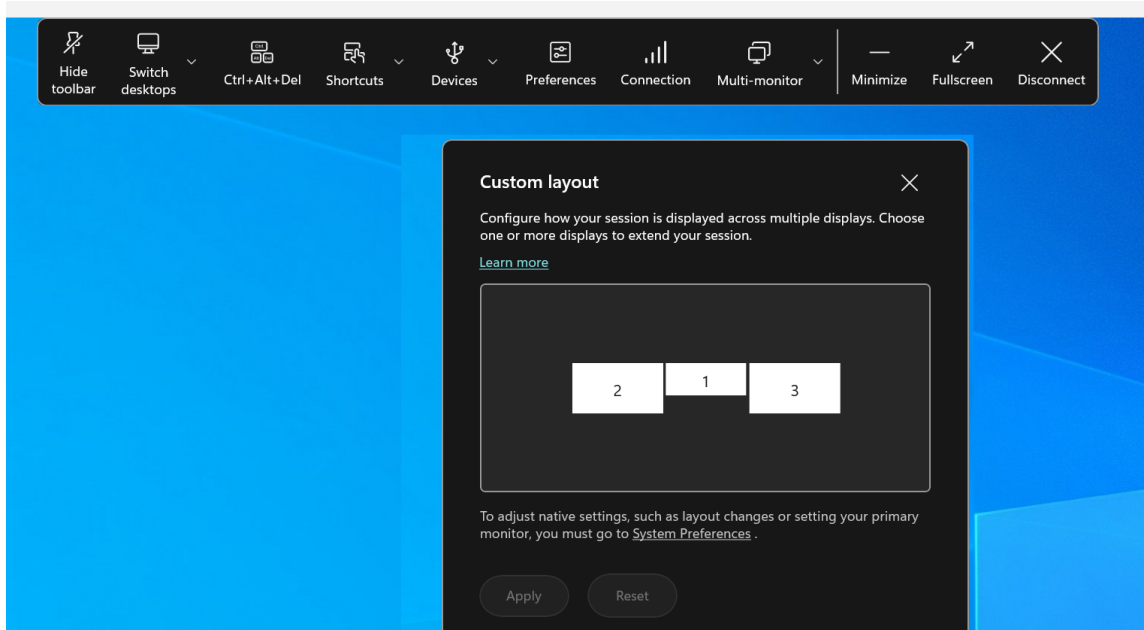 Hide
toolbar
Switch
desktops
Ctrl+Alt+Del
Shortcuts
Devices
Preferences
Connection
Multi-monitor
Minimize
Fullscreen
Disconnect
Custom layout
Configure how your session is displayed across multiple displays. Choose
one or more displays to extend your session.
Learn more
2
1
3
To adjust native settings, such as layout changes or setting your primary
monitor, you must go to System Preferences .
Apply
Reset